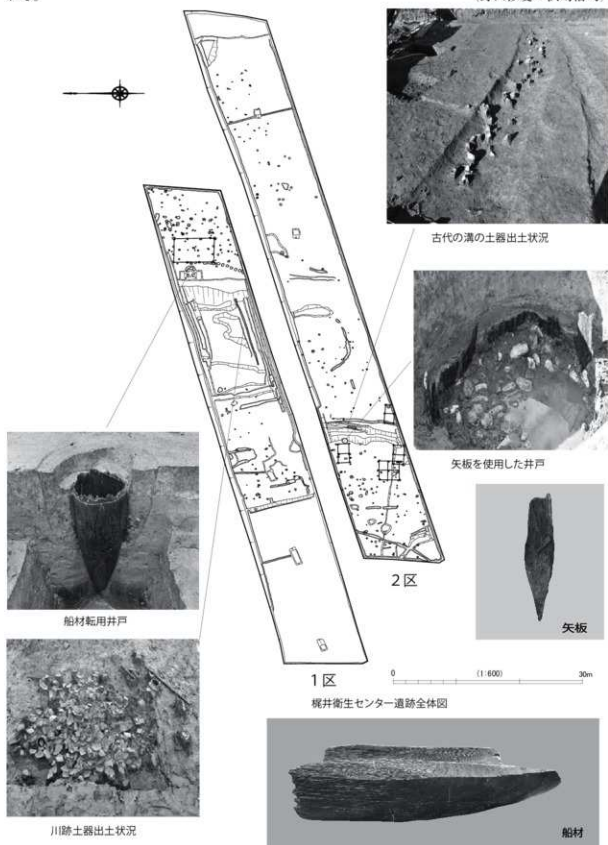 古代の溝の土器出土状況
矢板を使用した井戸
船材転用井戸
2区
矢板
1区
0 (1:600) 30m
梶井衛生センター遺跡全体図
川跡土器出土状況
船材